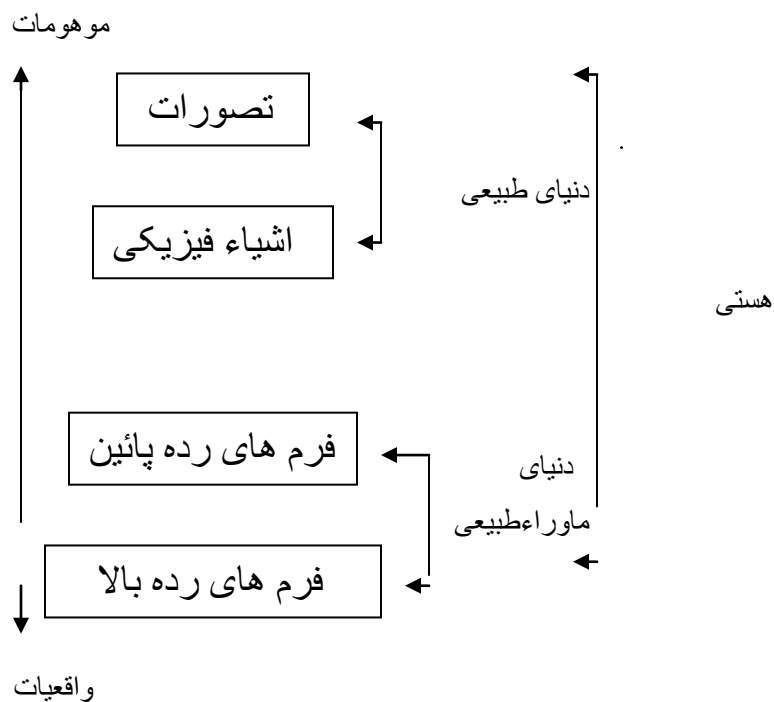 موهومات
تصورات
دنیای طبیعی
اشیاء فیزیکی
هستی
فرم های رده پائین
دنیای
ماوراءطبیعی
فرم های رده بالا
واقعیات